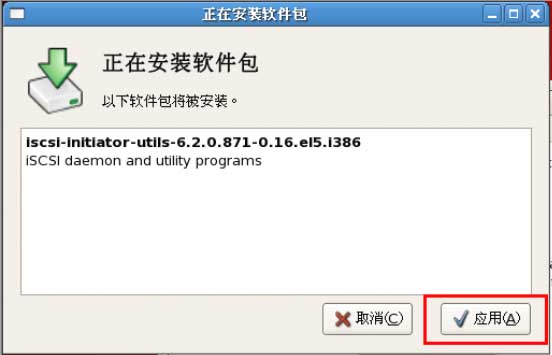 正在安装软件包
正在安装软件包
以下软件包将被安装。
iscsi-initiator-utils-6.2.0.871-0.16.el5.i386
iSCSI daemon and utility programs
取消(C) 应用(A)